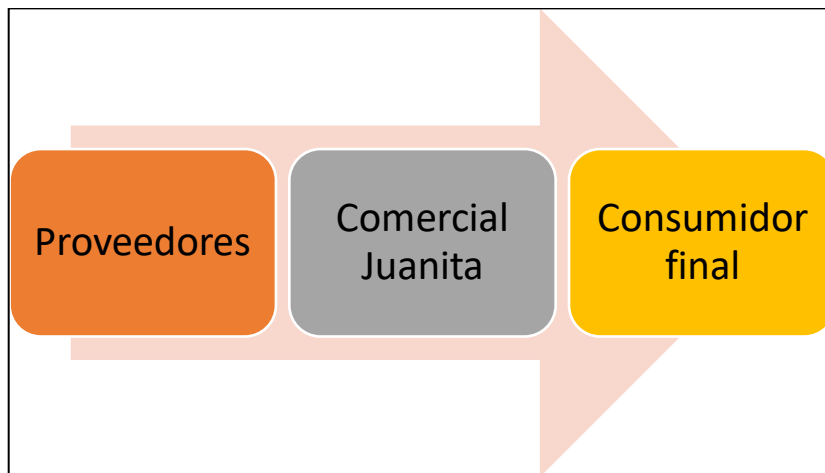 Proveedores
Comercial
Juanita
Consumidor
final